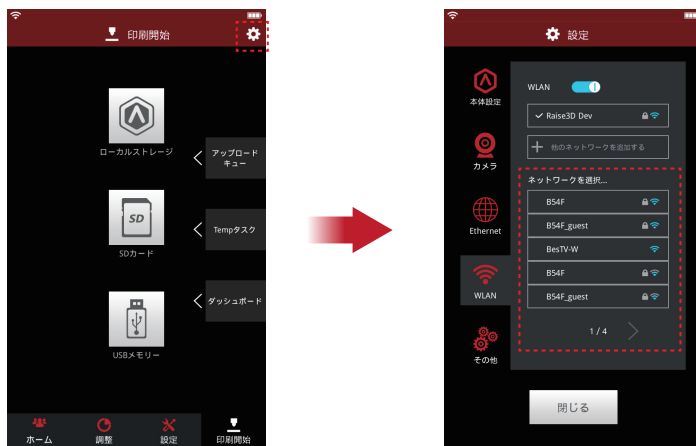 印刷開始
ローカルストレージ
アップロード
キュー
SD
SDカード
Tempタスク
ダッシュボード
USBメモリー
ホーム
調整
設定
印刷開始
設定
本体設定
カメラ
Ethernet
WLAN
その他
WLAN
Raise3D Dev
他のネットワークを追加する
ネットワークを選択...
B54F
B54F_guest
BesTV-W
B54F
B54F_guest
1 / 4
閉じる